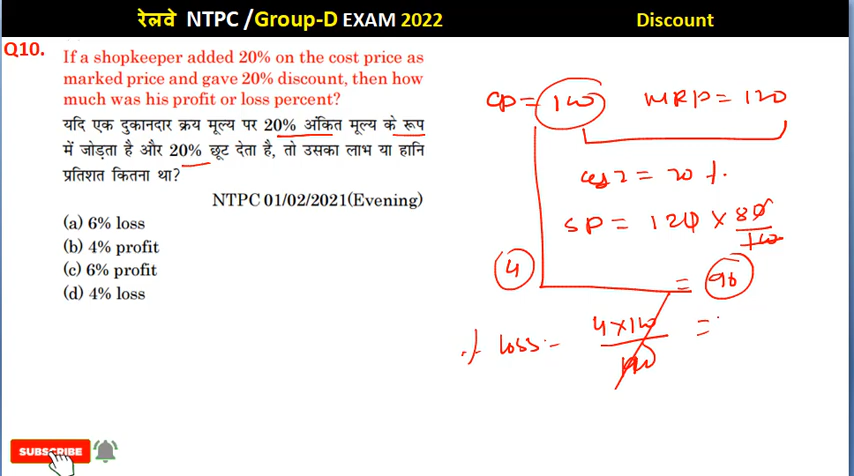 रेलवे NTPC /Group-D EXAM 2022
Discount
Q10.
If a shopkeeper added 20% on the cost price as
marked price and gave 20% discount, then how
much was his profit or loss percent?
यदि एक दुकानदार क्रय मूल्य पर 20% अंकित मूल्य के रूप
में जोड़ता है और 20% छूट देता है, तो उसका लाभ या हानि
प्रतिशत कितना था?
NTPC 01/02/2021(Evening)
(a) 6% loss
(b) 4% profit
(c) 6% profit
(d) 4% loss
CP = 100 MRP = 120
= 20 %
SP = 120 × 80
100
4
= 96
% loss = 4×100
100
=
SUBSCRIBE